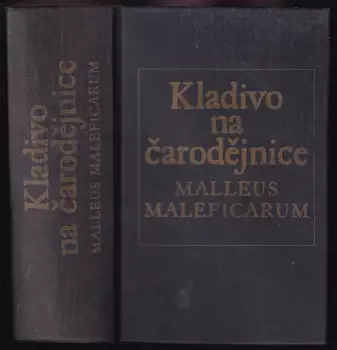 Kladivo
na čarodějnice
MALLEUS MALEFICARUM
Kladivo
na
čarodějnice
MALLEUS
MALEFICARUM